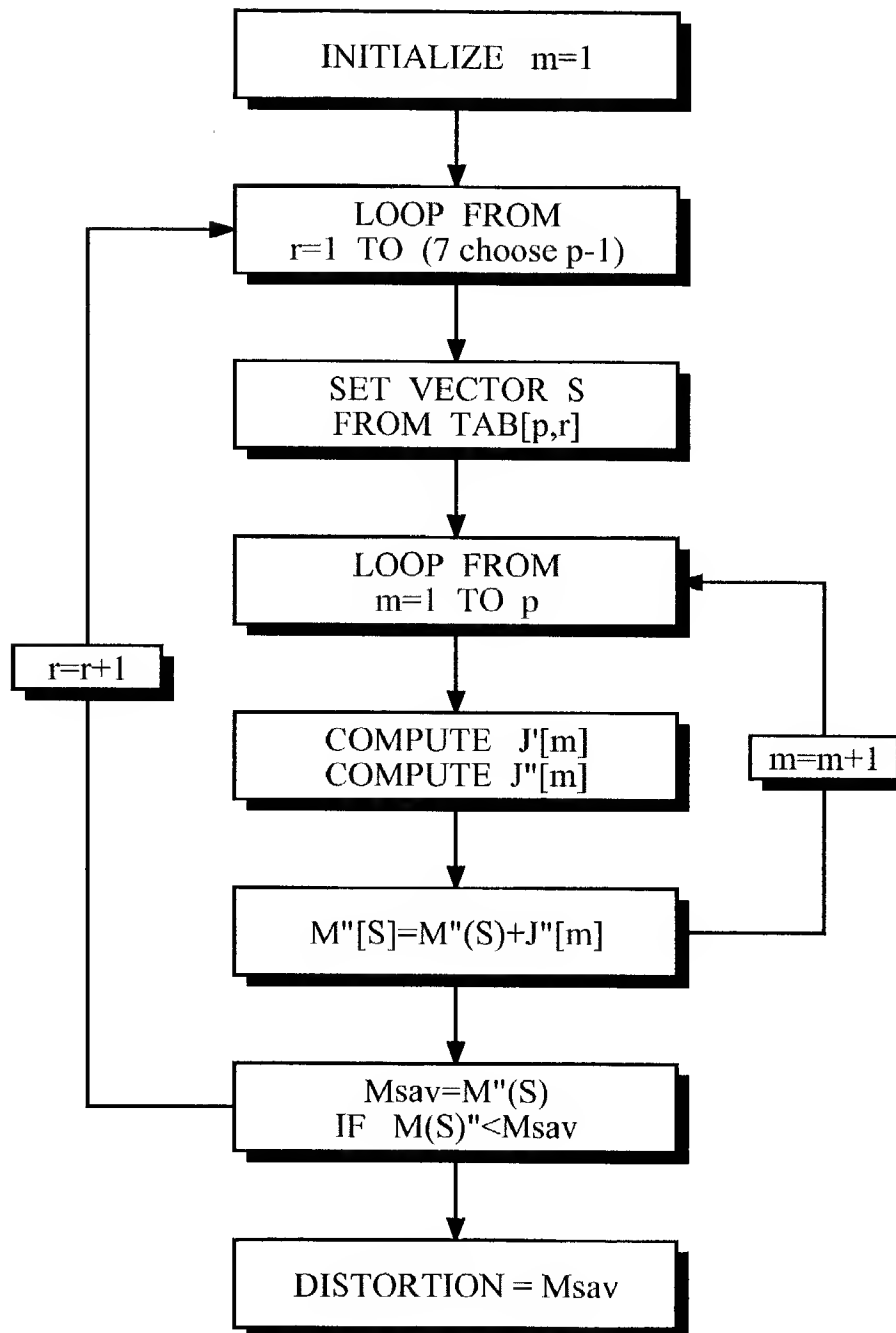 INITIALIZE m=1
LOOP FROM
r=1 TO (7 choose p-1)
SET VECTOR S
FROM TAB[p,r]
LOOP FROM
m=1 TO p
r=r+1
COMPUTE J'[m]
COMPUTE J"[m]
m=m+1
M"[S]=M"(S)+J"[m]
Msav=M"(S)
IF M(S)"<Msav
DISTORTION = Msav